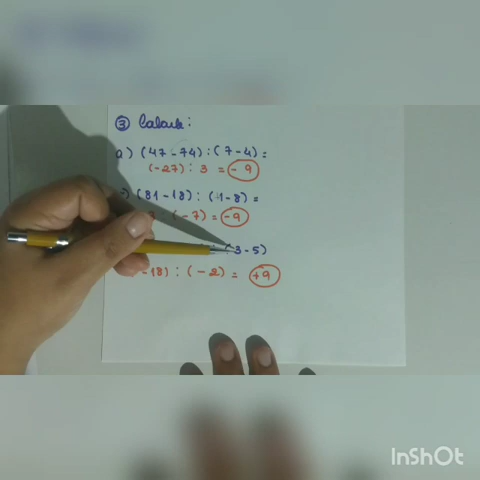 ③ Calcule:
a) (47-74):(7-4)=
(-27): 3 = -9
) (81-18): (1-8) =
3 : (-7) = -9
3-5)
-18) : (-2) = +9
InShOt